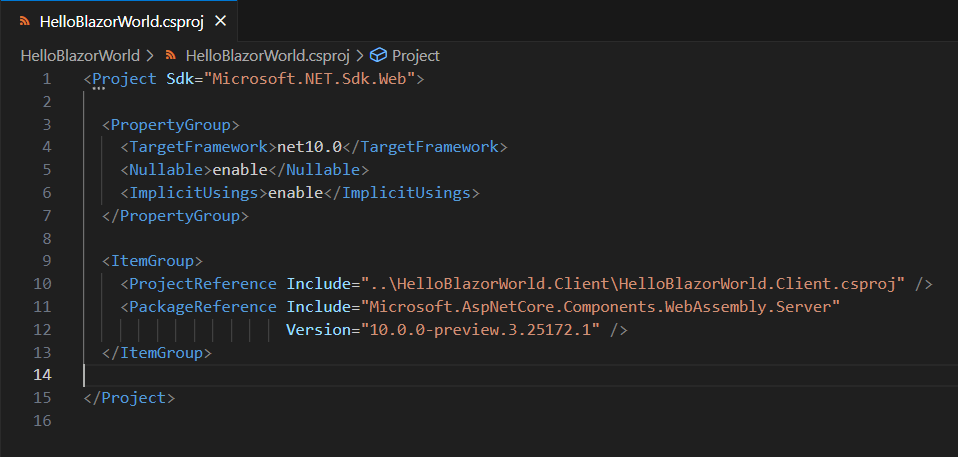 HelloBlazorWorld.csproj ×
HelloBlazorWorld > HelloBlazorWorld.csproj > Project
1 <Project Sdk="Microsoft.NET.Sdk.Web">
2
3 <PropertyGroup>
4 <TargetFramework>net10.0</TargetFramework>
5 <Nullable>enable</Nullable>
6 <ImplicitUsings>enable</ImplicitUsings>
7 </PropertyGroup>
8
9 <ItemGroup>
10 <ProjectReference Include="..\HelloBlazorWorld.Client\HelloBlazorWorld.Client.csproj" />
11 <PackageReference Include="Microsoft.AspNetCore.Components.WebAssembly.Server"
12 Version="10.0.0-preview.3.25172.1" />
13 </ItemGroup>
14
15 </Project>
16